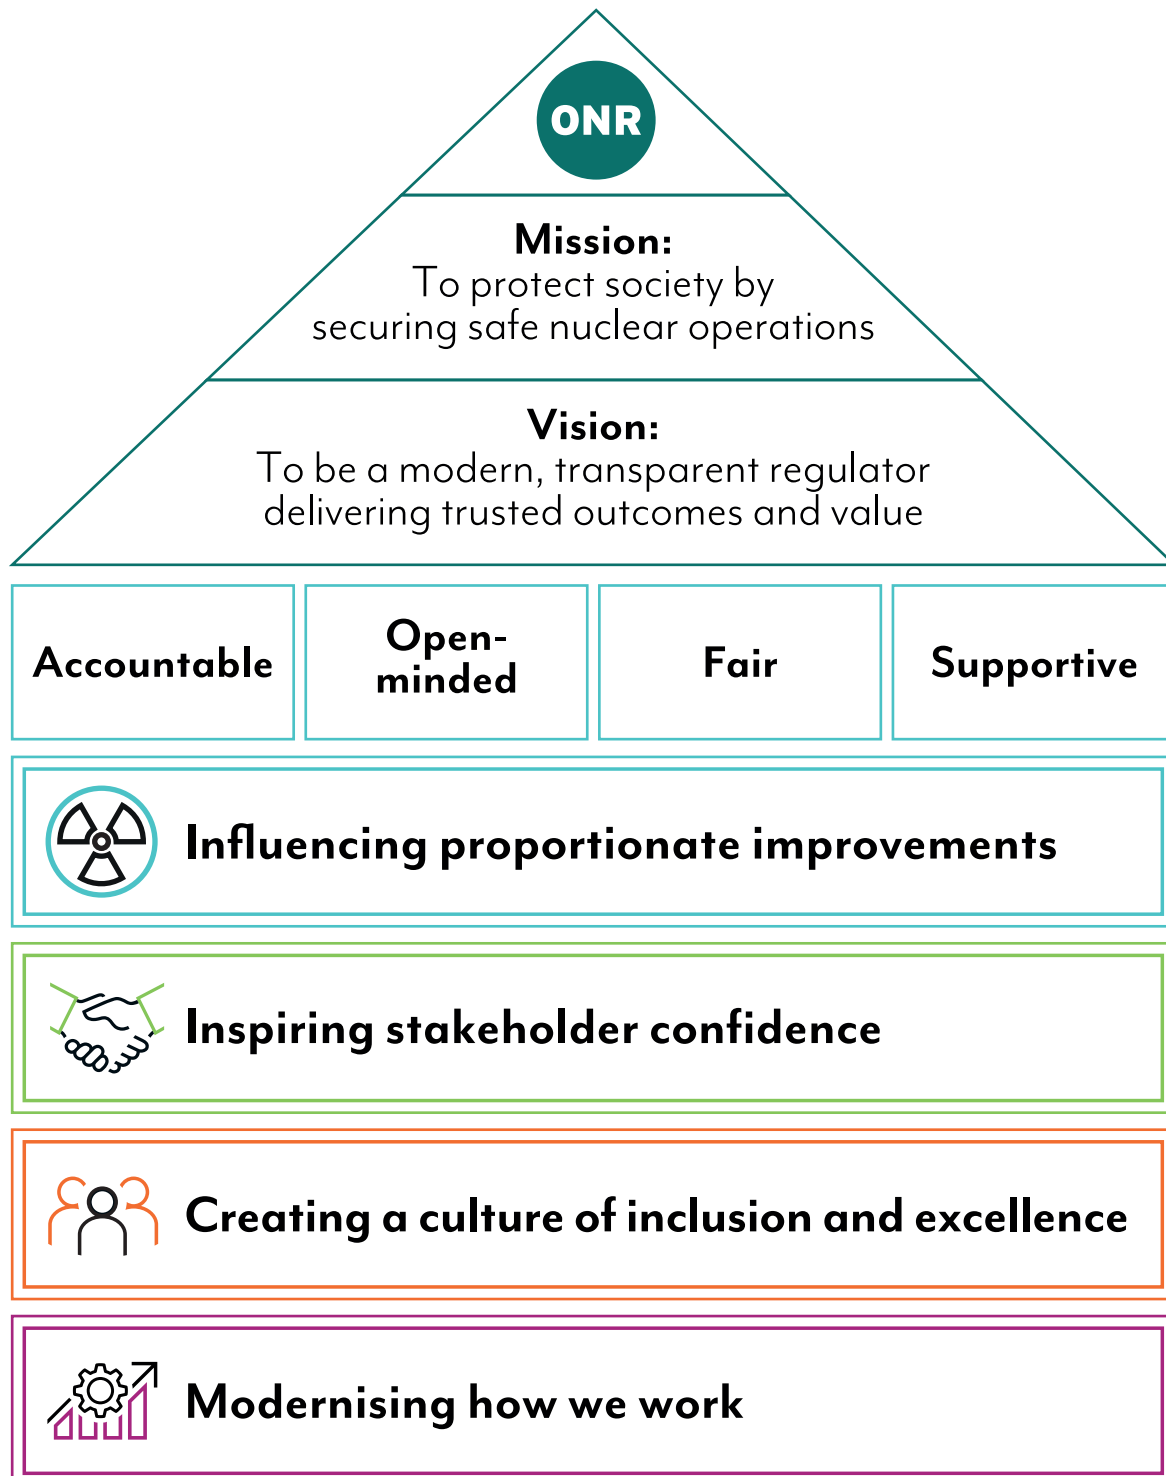 ONR
Mission:
To protect society by
securing safe nuclear operations
Vision:
To be a modern, transparent regulator
delivering trusted outcomes and value
Accountable
Open-
minded
Fair
Supportive
Influencing proportionate improvements
Inspiring stakeholder confidence
Creating a culture of inclusion and excellence
Modernising how we work